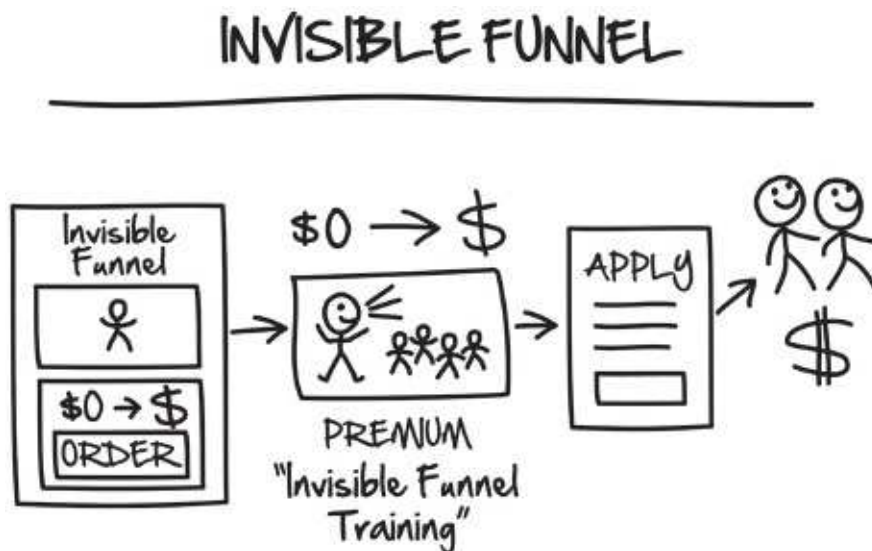 INVISIBLE FUNNEL
Invisible
Funnel
$0 → $
ORDER
$0 → $
PREMIUM
"Invisible Funnel
Training"
APPLY
$